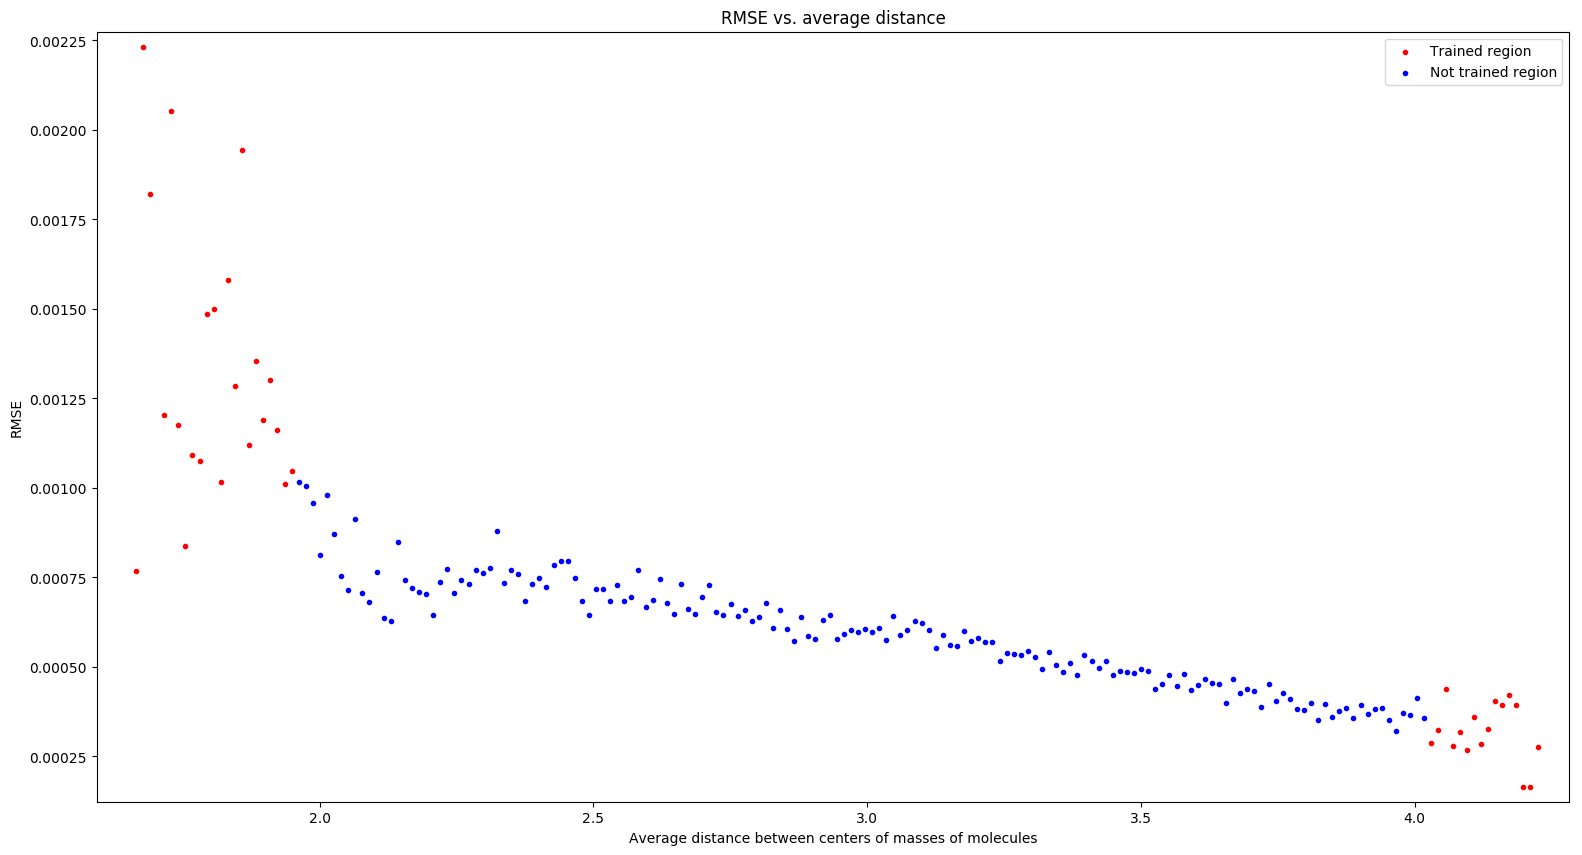 RMSE vs. average distance
Trained region
Not trained region
RMSE
0.00225
0.00200
0.00175
0.00150
0.00125
0.00100
0.00075
0.00050
0.00025
2.0 2.5 3.0 3.5 4.0
Average distance between centers of masses of molecules